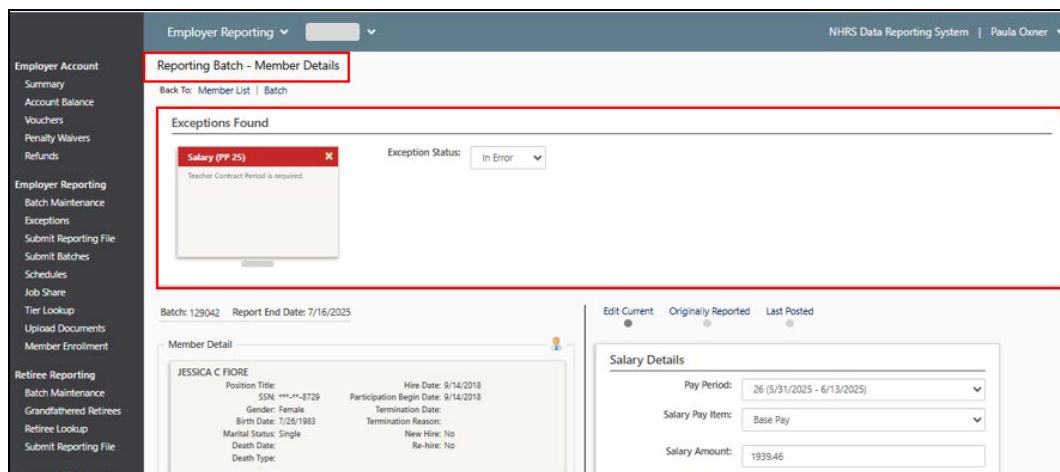 Employer Reporting
NHRS Data Reporting System | Paula Oxner
Employer Account
Summary
Account Balance
Vouchers
Penalty Waivers
Refunds
Employer Reporting
Batch Maintenance
Exceptions
Submit Reporting File
Submit Batches
Schedules
Job Share
Tier Lookup
Upload Documents
Member Enrollment
Retiree Reporting
Batch Maintenance
Grandfathered Retirees
Retiree Lookup
Submit Reporting File
Reporting Batch - Member Details
Back To: Member List | Batch
Exceptions Found
Salary (PP 25)
Teacher Contract Period is required.
Exception Status: In Error
Batch: 129042 Report End Date: 7/16/2025
Member Detail
JESSICA C FIORE
Position Title:
SSN: ***-**-8729
Gender: Female
Birth Date: 7/26/1983
Marital Status: Single
Death Date:
Death Type:
Hire Date: 9/14/2018
Participation Begin Date: 9/14/2018
Termination Date:
Termination Reason:
New Hire: No
Re-hire: No
Edit Current Originally Reported Last Posted
Salary Details
Pay Period: 26 (5/31/2025 - 6/13/2025)
Salary Pay Item: Base Pay
Salary Amount: 1939.46